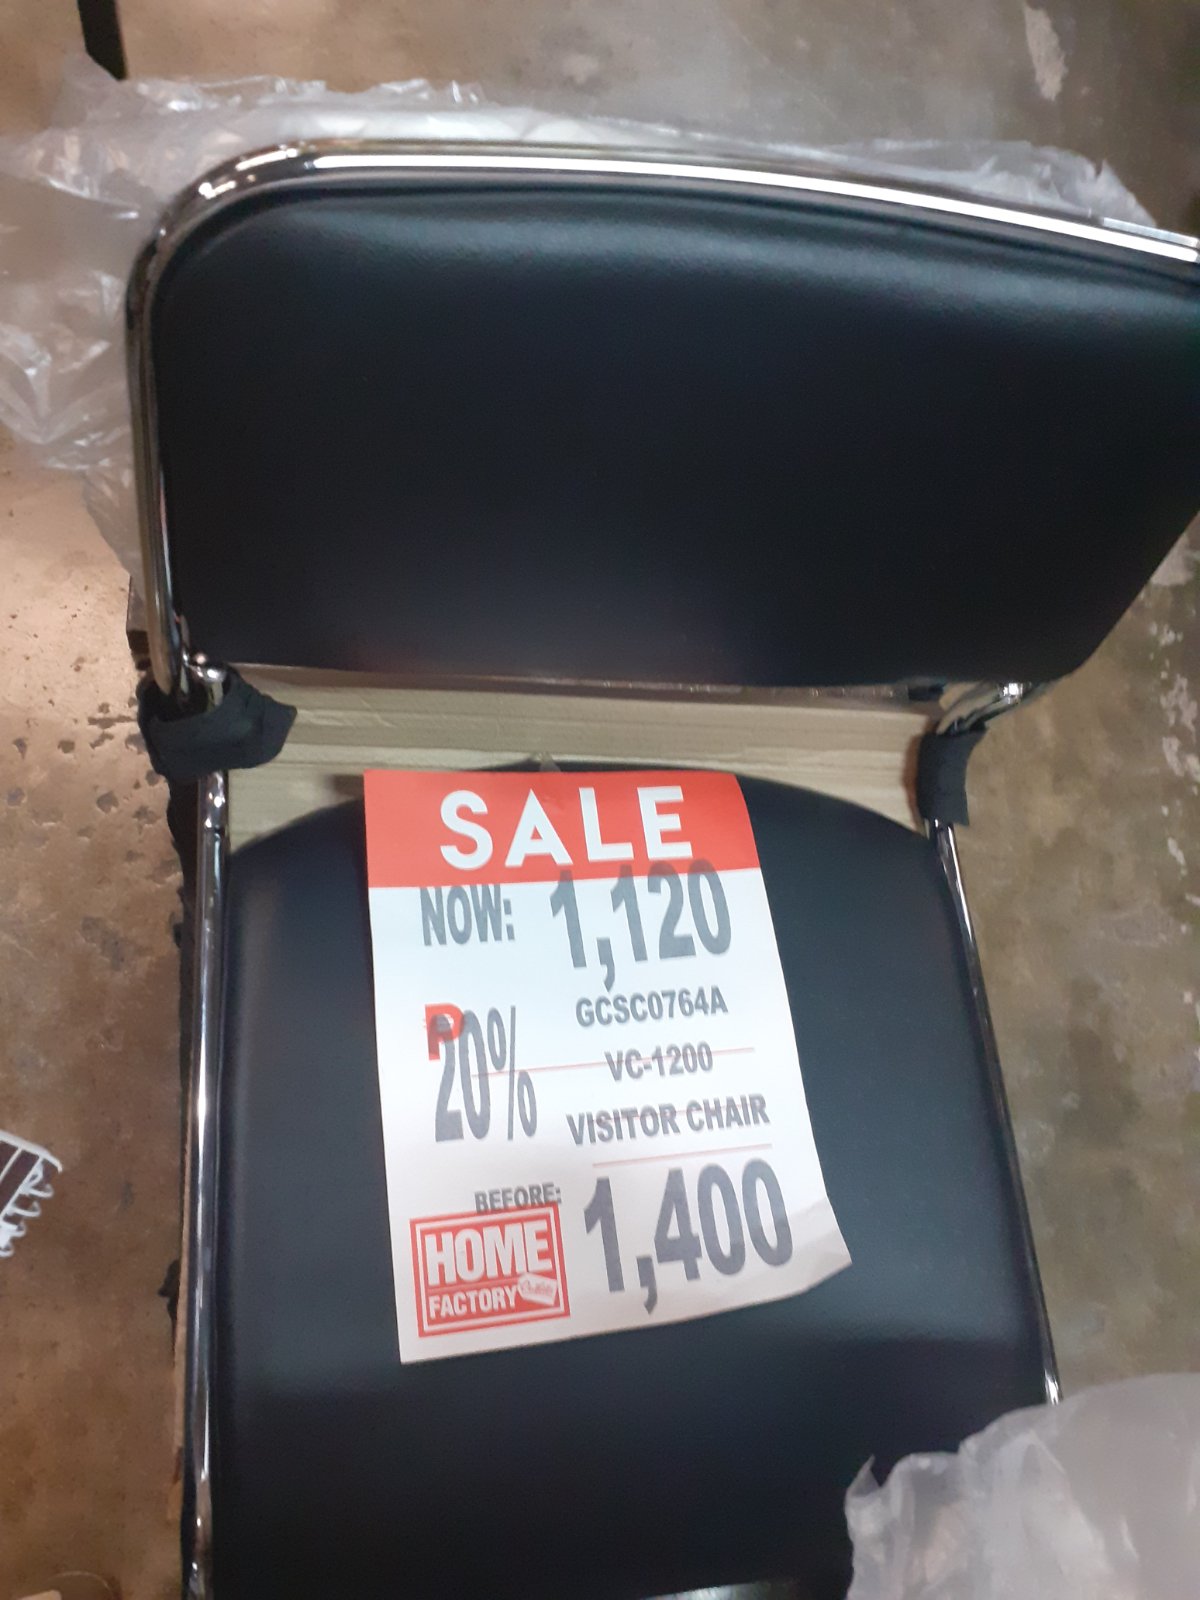 SALE
NOW: 1,120
P
20%
GCSC0764A
VC-1200
VISITOR CHAIR
BEFORE: 1,400
HOME
FACTORY